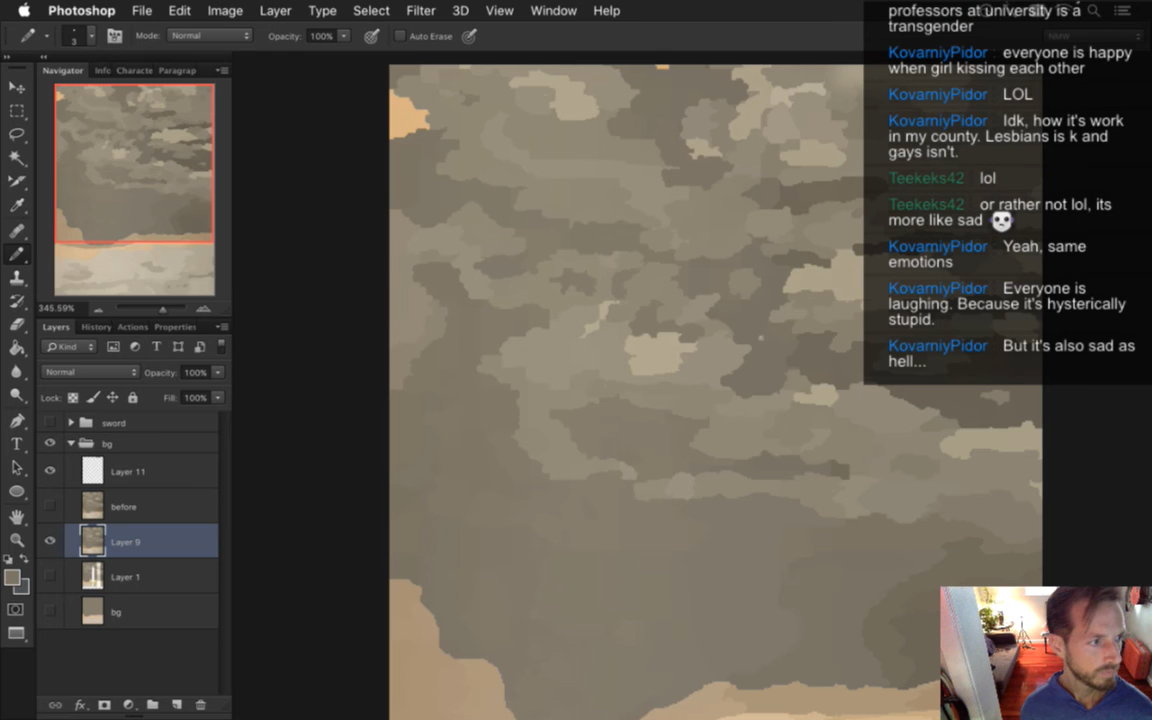 Photoshop File Edit Image Layer Type Select Filter 3D View Window Help
3 Mode: Normal Opacity: 100% Auto Erase
Navigator Info Characte Paragrap
345.59%
Layers History Actions Properties
Kind
Normal Opacity: 100%
Lock: Fill: 100%
sword
bg
Layer 11
before
Layer 9
Layer 1
bg
professors at university is a
transgender
KovarniyPidor everyone is happy
when girl kissing each other
KovarniyPidor LOL
KovarniyPidor Idk, how it's work
in my county. Lesbians is k and
gays isn't.
Teekeks42 lol
Teekeks42 or rather not lol, its
more like sad
KovarniyPidor Yeah, same
emotions
KovarniyPidor Everyone is
laughing. Because it's hysterically
stupid.
KovarniyPidor But it's also sad as
hell...